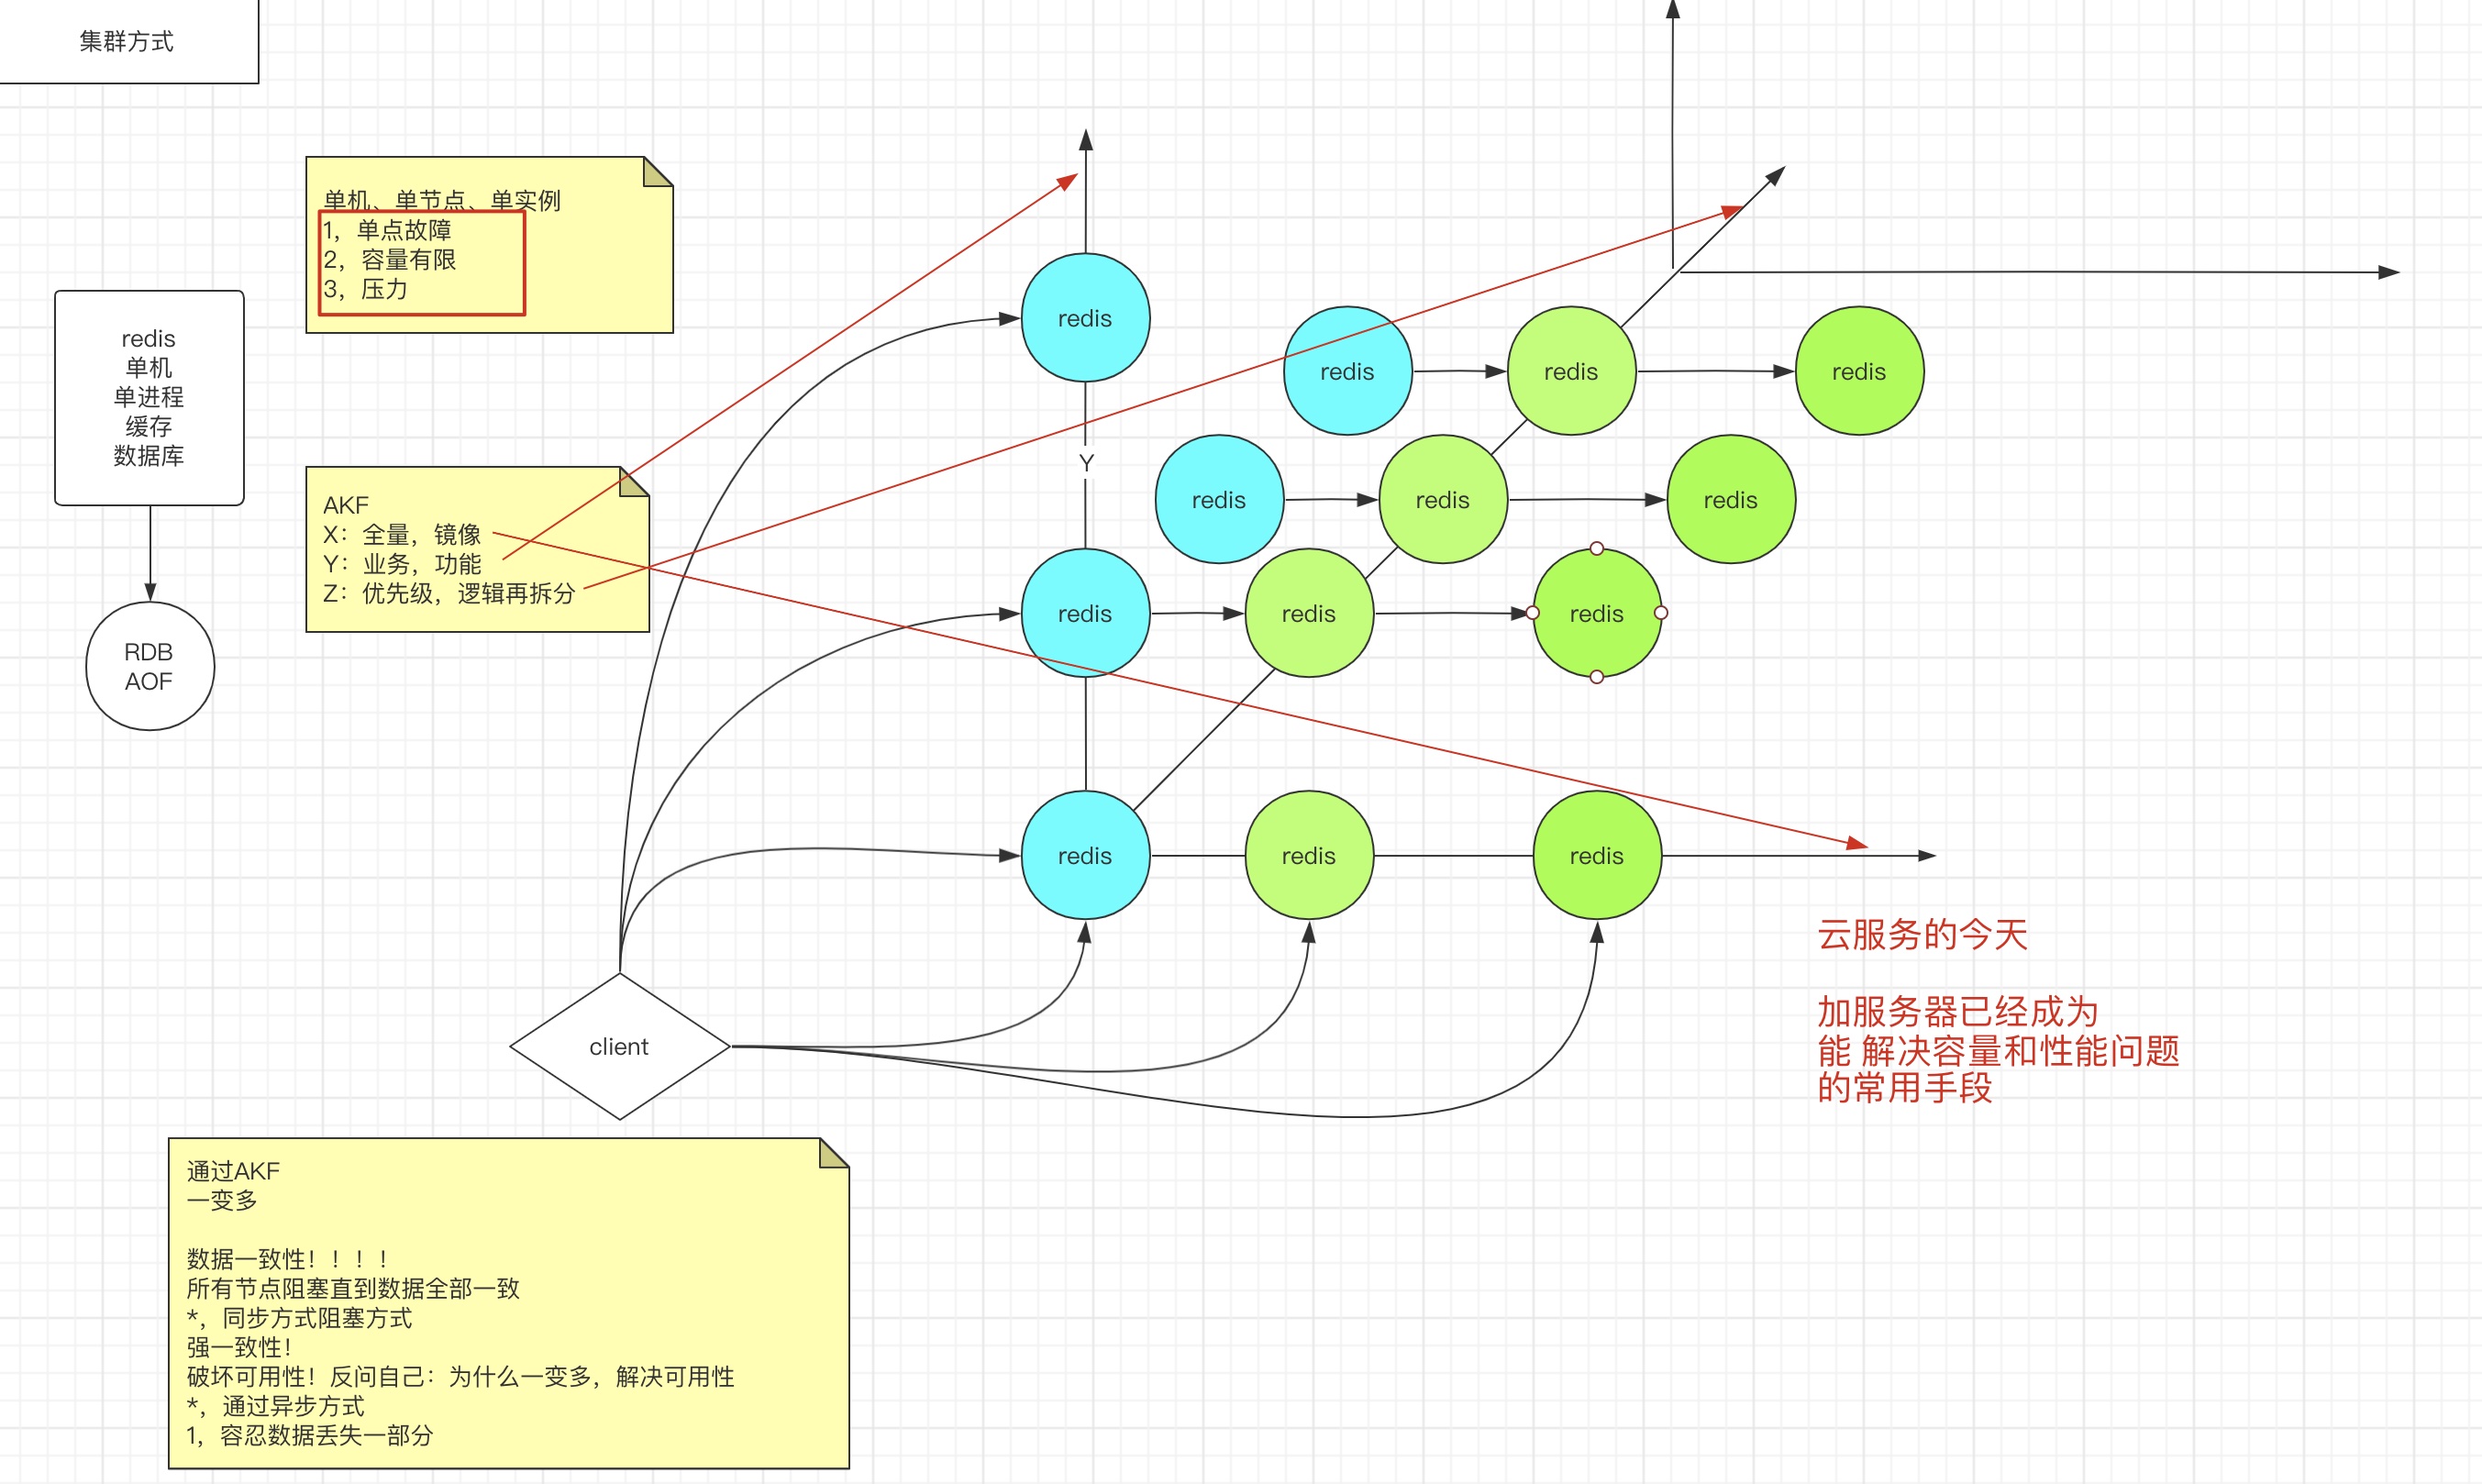 集群方式
单机、单节点、单实例
1，单点故障
2，容量有限
3，压力
redis
单机
单进程
缓存
数据库
RDB
AOF
AKF
X：全量，镜像
Y：业务，功能
Z：优先级，逻辑再拆分
redis
redis
redis
redis
Y
redis
redis
redis
redis
redis
redis
redis
redis
redis
client
云服务的今天
加服务器已经成为
能 解决容量和性能问题
的常用手段
通过AKF
一变多
数据一致性！！！！
所有节点阻塞直到数据全部一致
*，同步方式阻塞方式
强一致性！
破坏可用性！反问自己：为什么一变多，解决可用性
*，通过异步方式
1，容忍数据丢失一部分